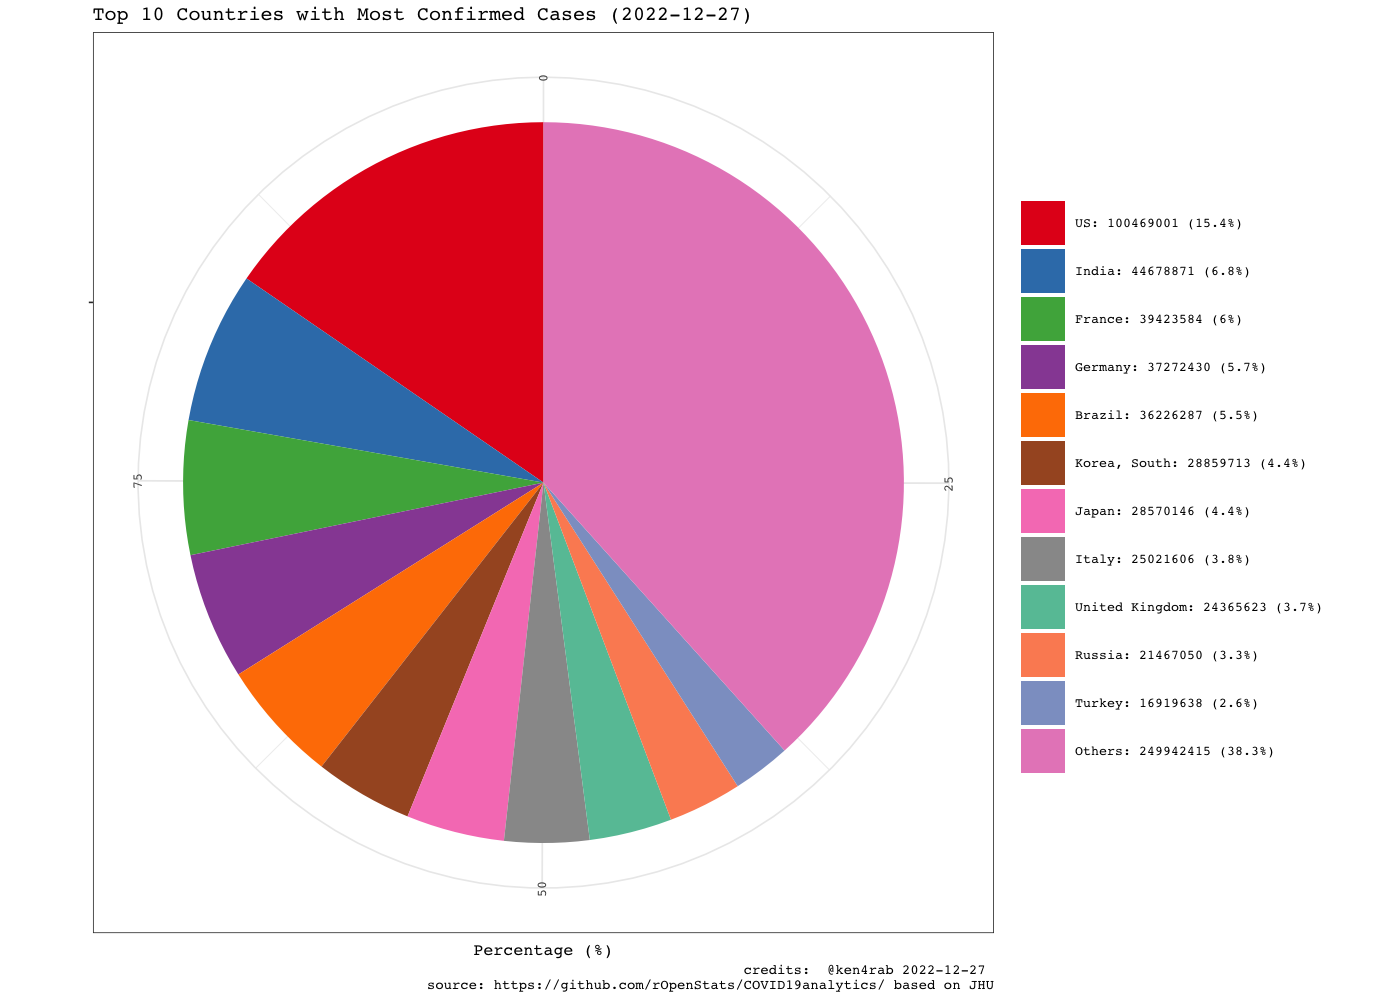 Top 10 Countries with Most Confirmed Cases (2022-12-27)
0
25
50
75
US: 100469001 (15.4%)
India: 44678871 (6.8%)
France: 39423584 (6%)
Germany: 37272430 (5.7%)
Brazil: 36226287 (5.5%)
Korea, South: 28859713 (4.4%)
Japan: 28570146 (4.4%)
Italy: 25021606 (3.8%)
United Kingdom: 24365623 (3.7%)
Russia: 21467050 (3.3%)
Turkey: 16919638 (2.6%)
Others: 249942415 (38.3%)
Percentage (%)
credits:  @ken4rab 2022-12-27
source: https://github.com/rOpenStats/COVID19analytics/ based on JHU